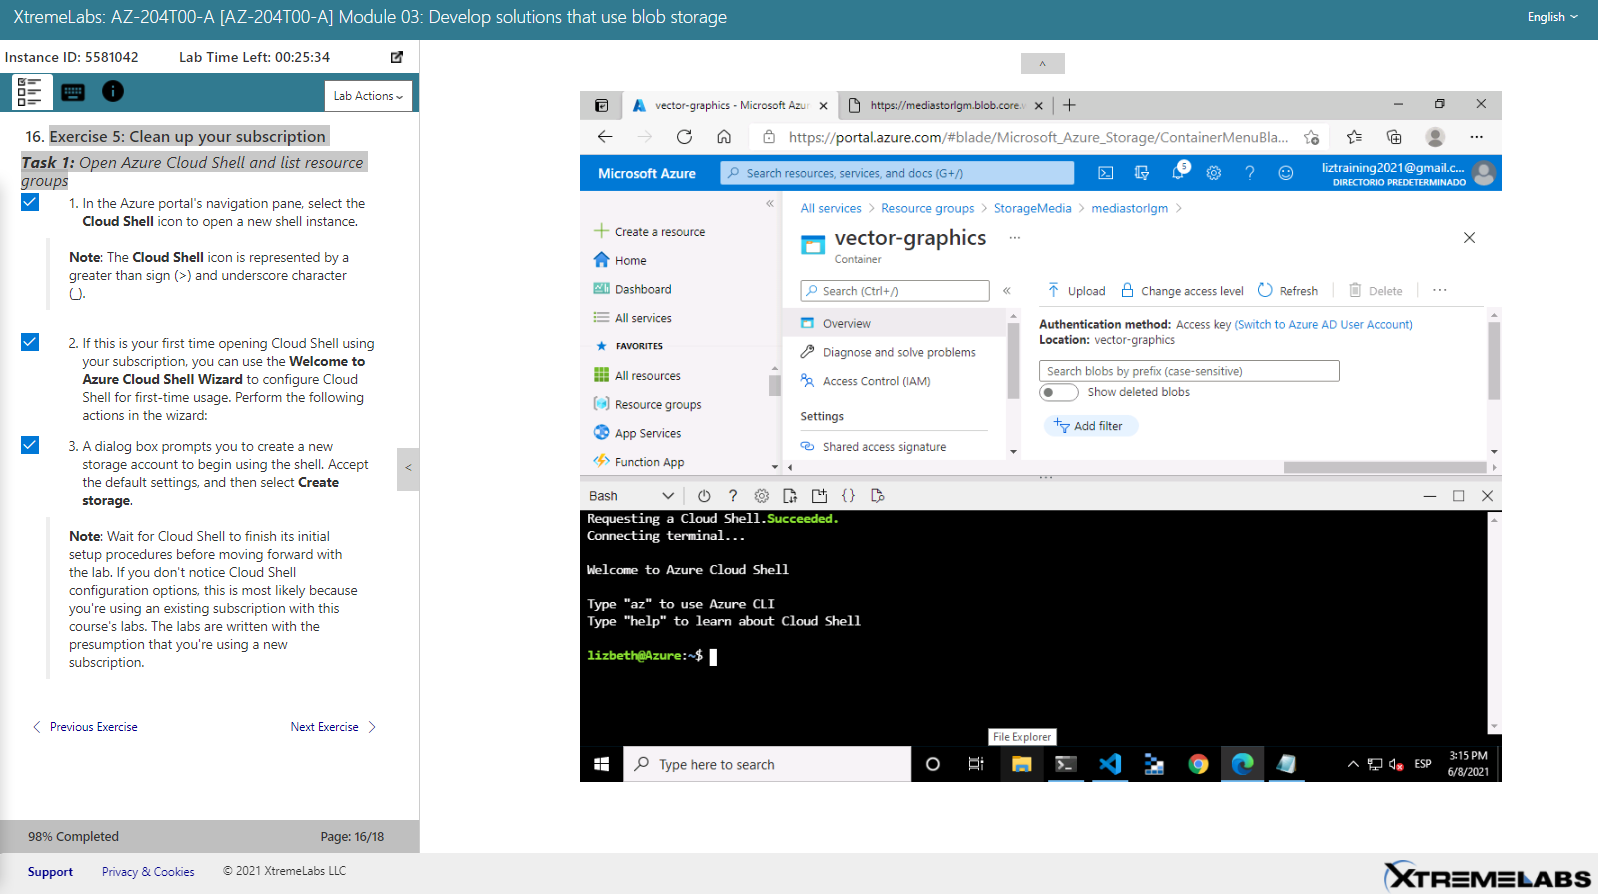 XtremeLabs: AZ-204T00-A [AZ-204T00-A] Module 03: Develop solutions that use blob storage
English
Instance ID: 5581042
Lab Time Left: 00:25:34
Lab Actions
16. Exercise 5: Clean up your subscription
Task 1: Open Azure Cloud Shell and list resource
groups
1. In the Azure portal's navigation pane, select the
Cloud Shell icon to open a new shell instance.
Note: The Cloud Shell icon is represented by a
greater than sign (>) and underscore character
(_).
2. If this is your first time opening Cloud Shell using
your subscription, you can use the Welcome to
Azure Cloud Shell Wizard to configure Cloud
Shell for first-time usage. Perform the following
actions in the wizard:
3. A dialog box prompts you to create a new
storage account to begin using the shell. Accept
the default settings, and then select Create
storage.
Note: Wait for Cloud Shell to finish its initial
setup procedures before moving forward with
the lab. If you don't notice Cloud Shell
configuration options, this is most likely because
you're using an existing subscription with this
course's labs. The labs are written with the
presumption that you're using a new
subscription.
Previous Exercise
Next Exercise
98% Completed
Page: 16/18
Support
Privacy & Cookies
© 2021 XtremeLabs LLC
vector-graphics - Microsoft Azur
https://mediastorlgm.blob.core.w
https://portal.azure.com/#blade/Microsoft_Azure_Storage/ContainerMenuBla...
Microsoft Azure
Search resources, services, and docs (G+/)
5
liztraining2021@gmail.c...
DIRECTORIO PREDETERMINADO
Create a resource
Home
Dashboard
All services
FAVORITES
All resources
Resource groups
App Services
Function App
All services > Resource groups > StorageMedia > mediastorlgm >
vector-graphics
Container
Search (Ctrl+/)
Overview
Diagnose and solve problems
Access Control (IAM)
Settings
Shared access signature
Upload
Change access level
Refresh
Delete
Authentication method: Access key (Switch to Azure AD User Account)
Location: vector-graphics
Search blobs by prefix (case-sensitive)
Show deleted blobs
Add filter
Bash
Requesting a Cloud Shell.Succeeded.
Connecting terminal...
Welcome to Azure Cloud Shell
Type "az" to use Azure CLI
Type "help" to learn about Cloud Shell
lizbeth@Azure:~$
File Explorer
Type here to search
ESP
3:15 PM
6/8/2021
XTREMELABS